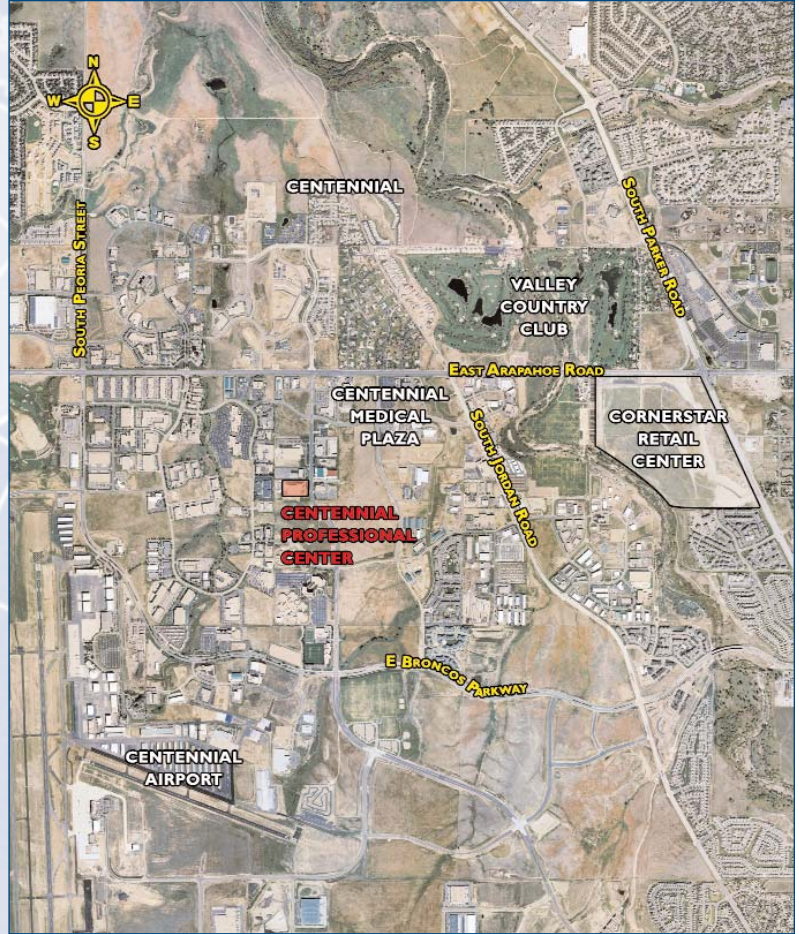 N
W E
S
CENTENNIAL
SOUTH PEORIA STREET
SOUTH PARKER ROAD
VALLEY
COUNTRY
CLUB
EAST ARAPAHOE ROAD
CENTENNIAL
MEDICAL
PLAZA
SOUTH JORDAN ROAD
CORNERSTAR
RETAIL
CENTER
CENTENNIAL
PROFESSIONAL
CENTER
E BRONCOS PARKWAY
CENTENNIAL
AIRPORT